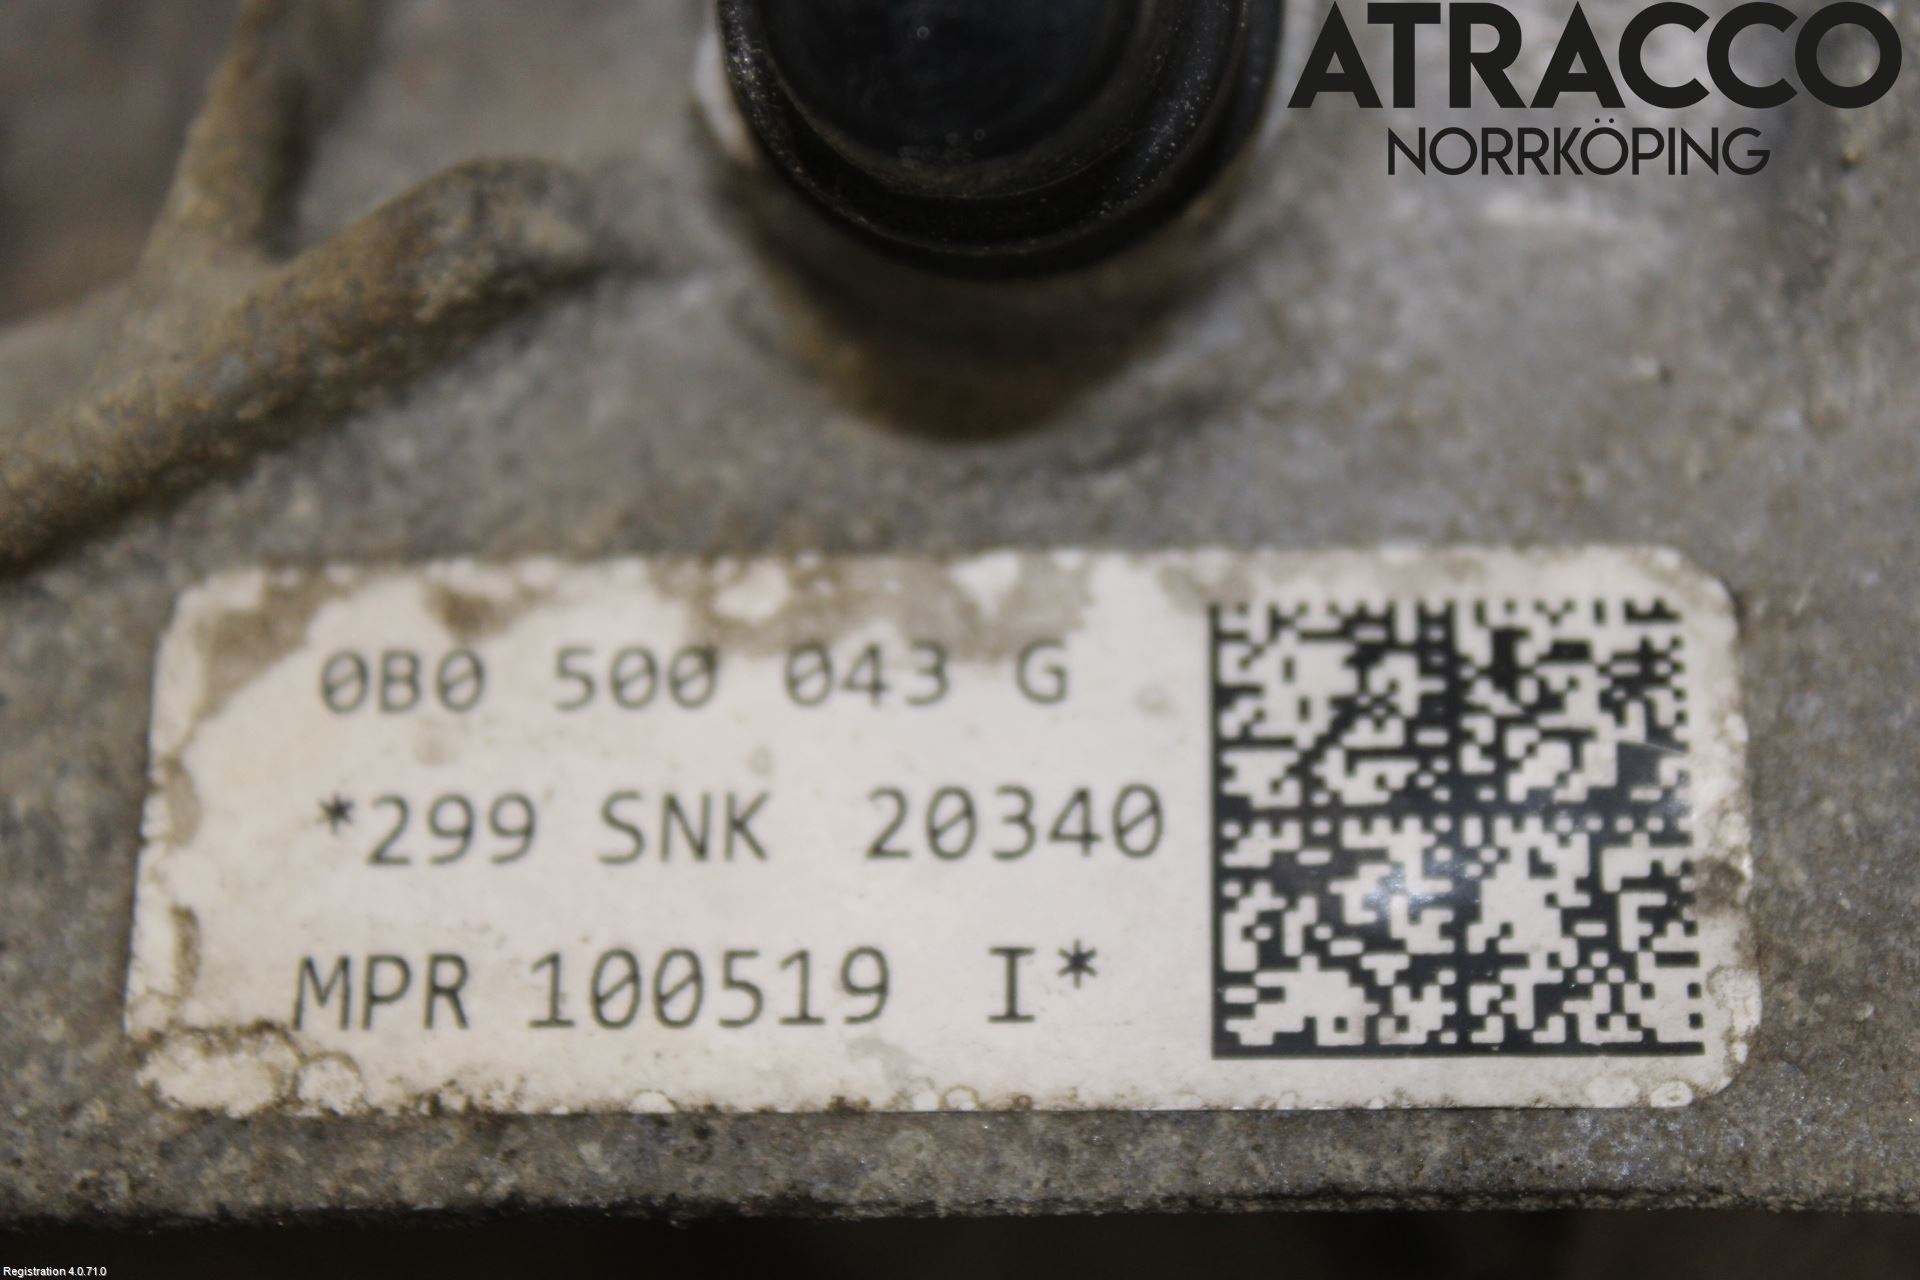 ATRACCO
NORRKÖPING
0B0 500 043 G
*299 SNK 20340
MPR 100519 I*
Registration 4.0.71.0